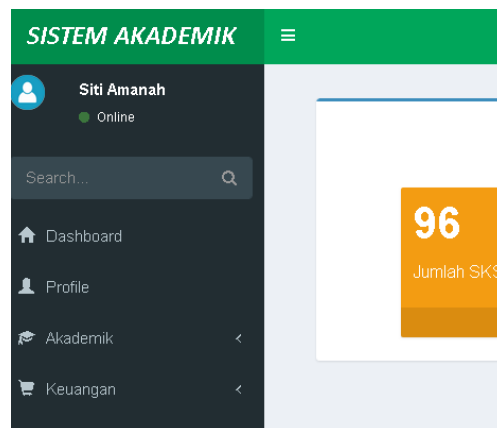 SISTEM AKADEMIK
Siti Amanah
Online
Search...
Dashboard
Profile
Akademik
Keuangan
96
Jumlah SKS